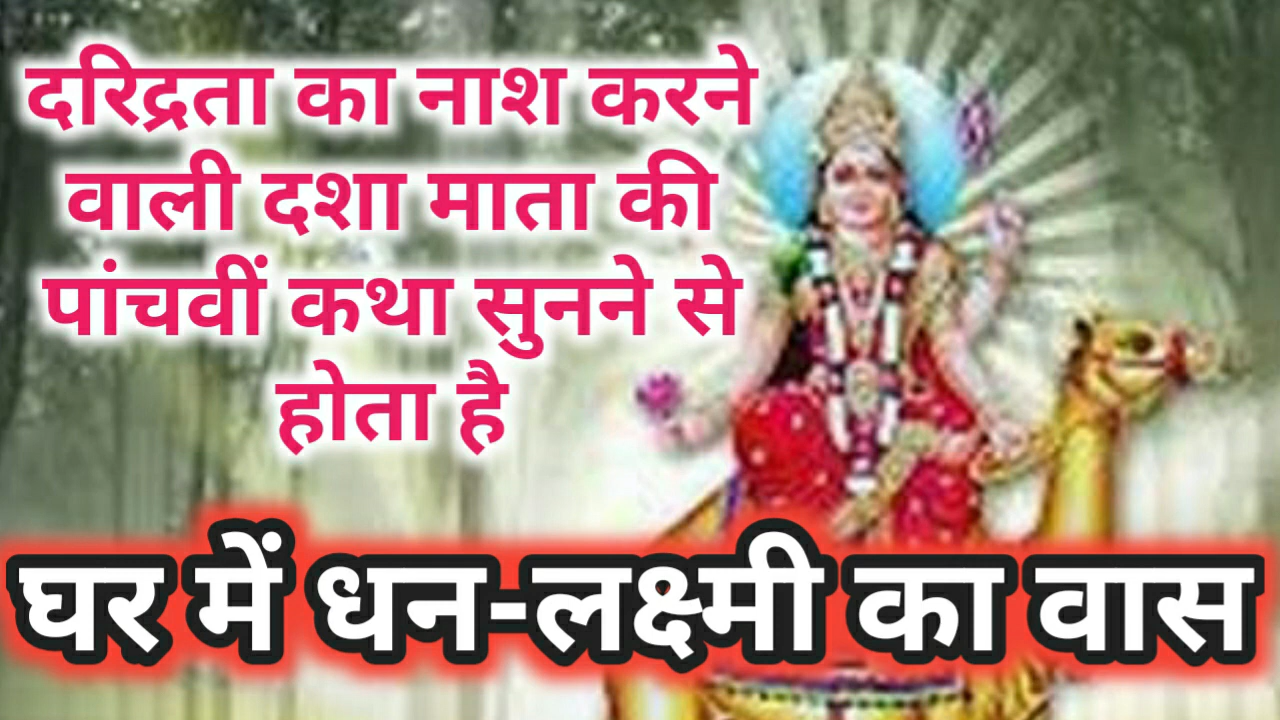 दरिद्रता का नाश करने
वाली दशा माता की
पांचवीं कथा सुनने से
होता है
घर में धन-लक्ष्मी का वास